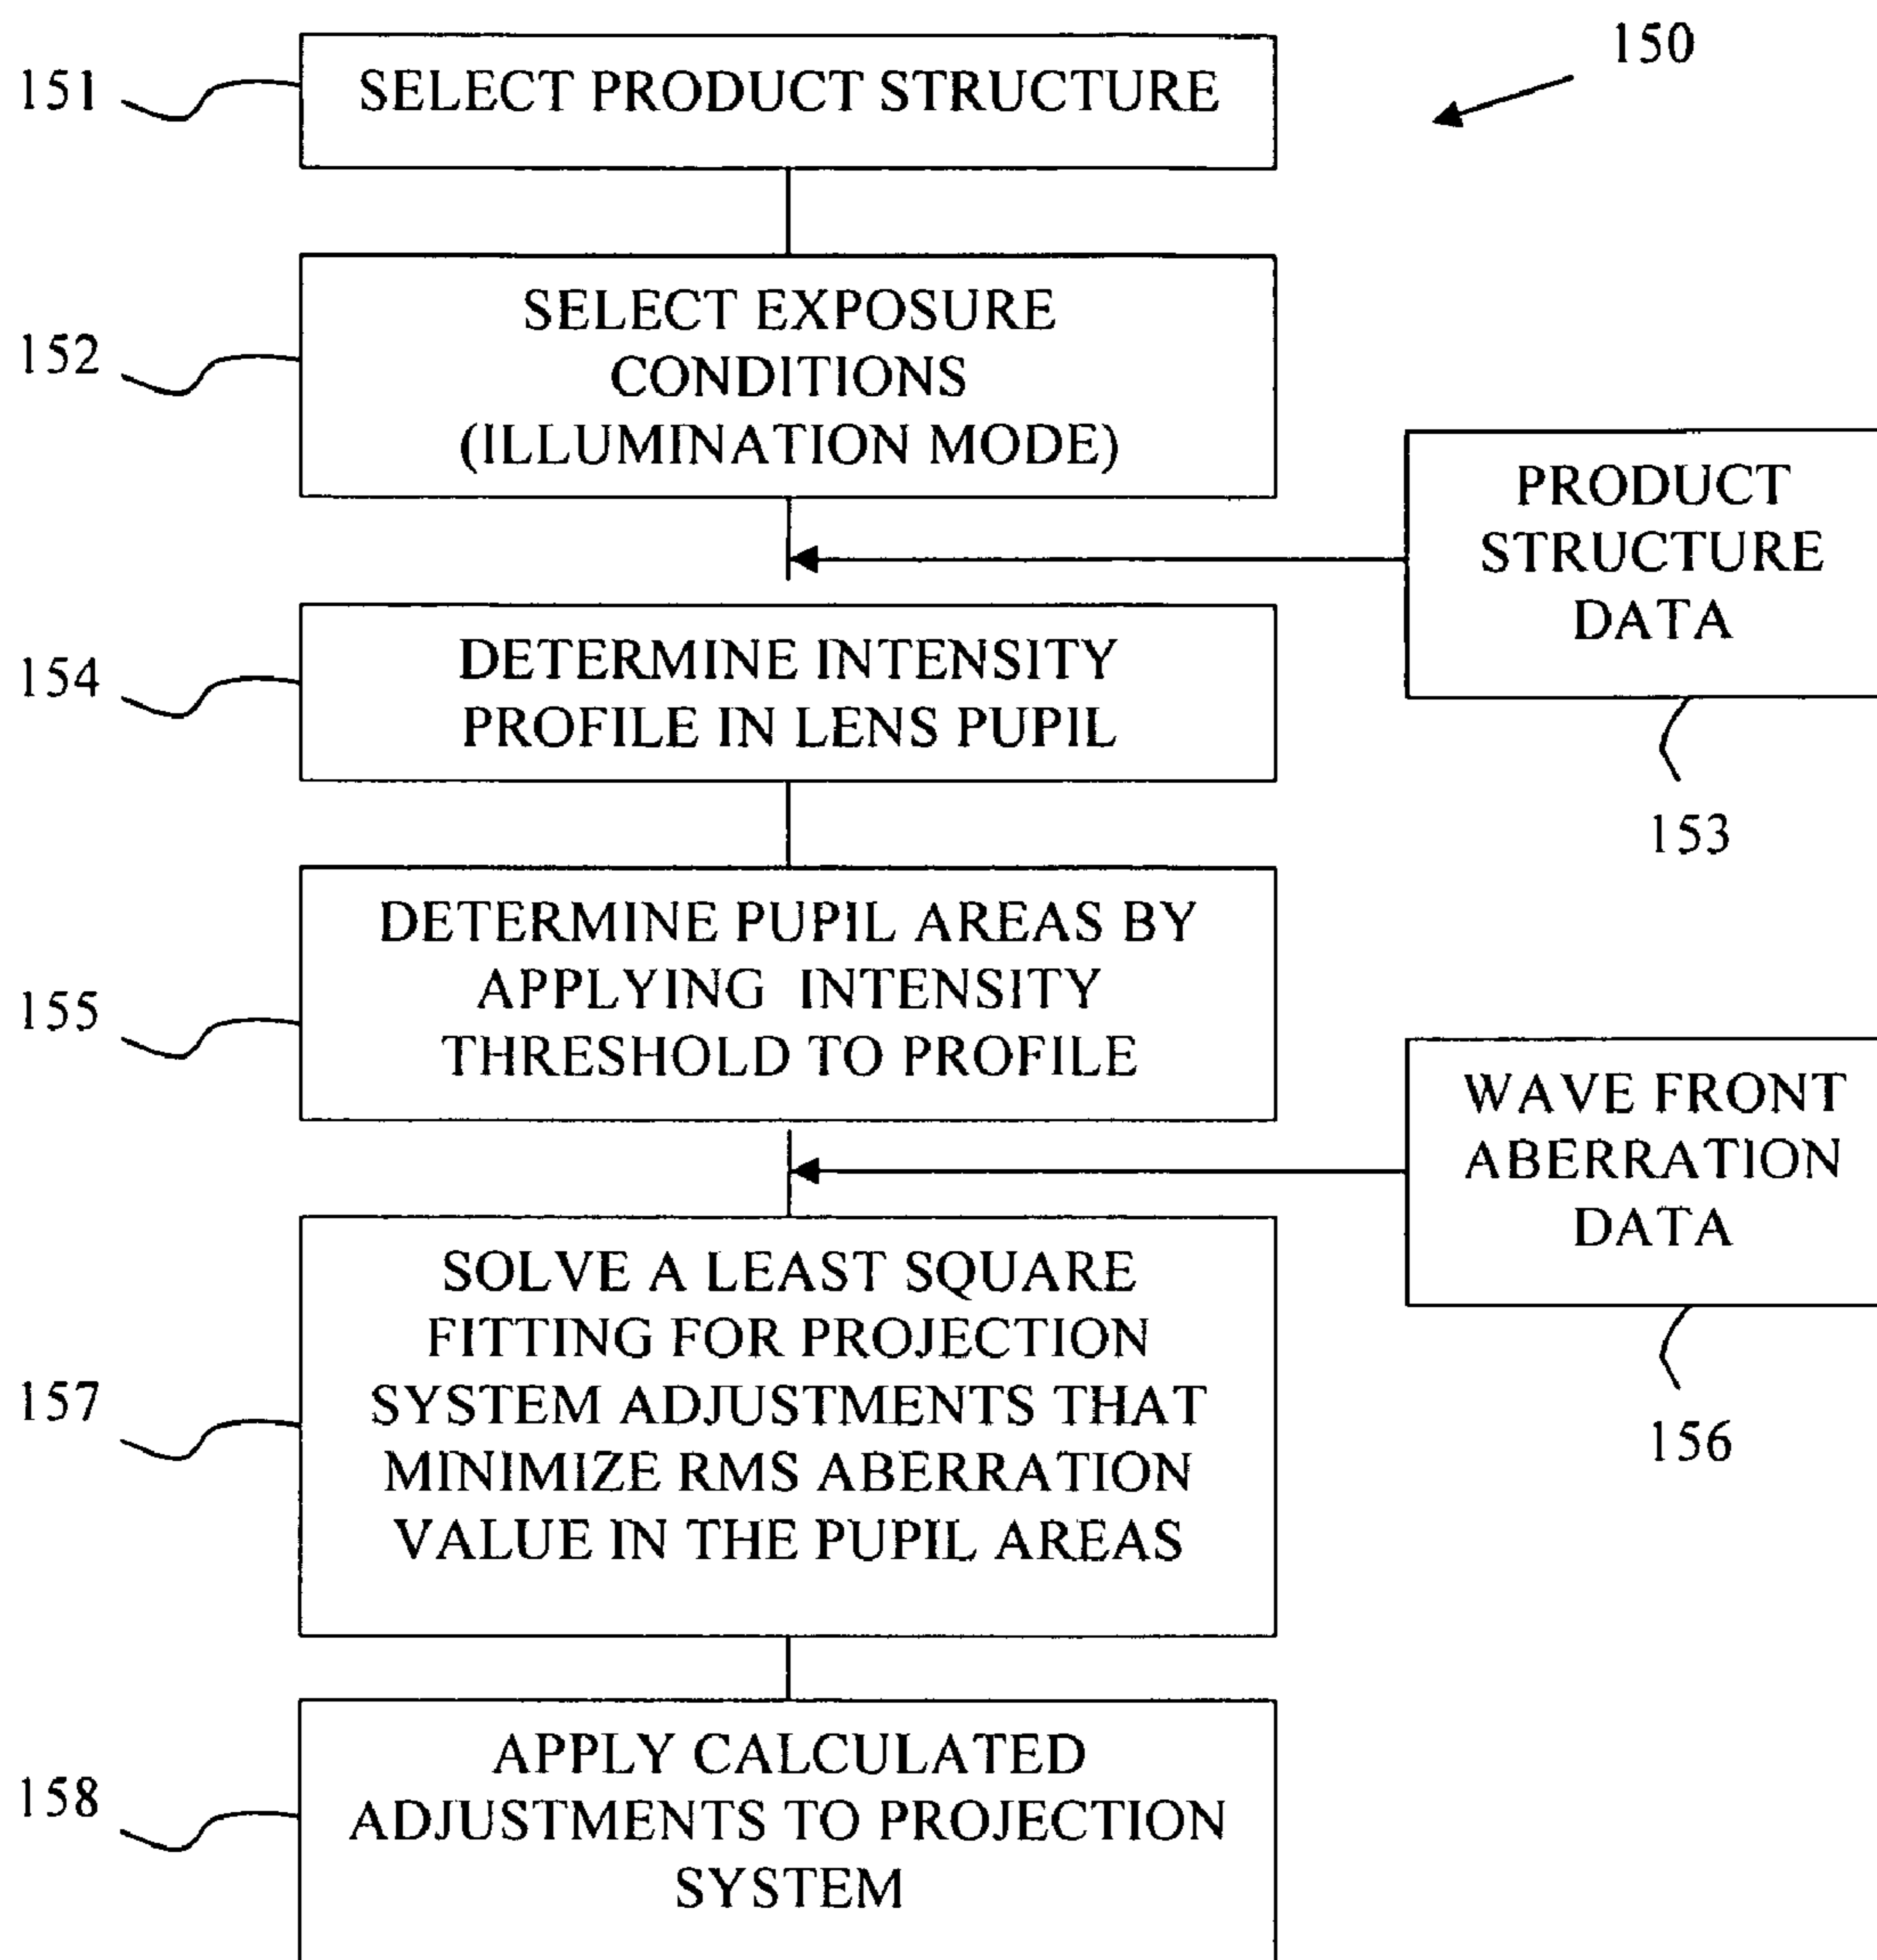 150
151
SELECT PRODUCT STRUCTURE
152
SELECT EXPOSURE
CONDITIONS
(ILLUMINATION MODE)
PRODUCT
STRUCTURE
DATA
153
154
DETERMINE INTENSITY
PROFILE IN LENS PUPIL
155
DETERMINE PUPIL AREAS BY
APPLYING INTENSITY
THRESHOLD TO PROFILE
WAVE FRONT
ABERRATION
DATA
156
157
SOLVE A LEAST SQUARE
FITTING FOR PROJECTION
SYSTEM ADJUSTMENTS THAT
MINIMIZE RMS ABERRATION
VALUE IN THE PUPIL AREAS
158
APPLY CALCULATED
ADJUSTMENTS TO PROJECTION
SYSTEM